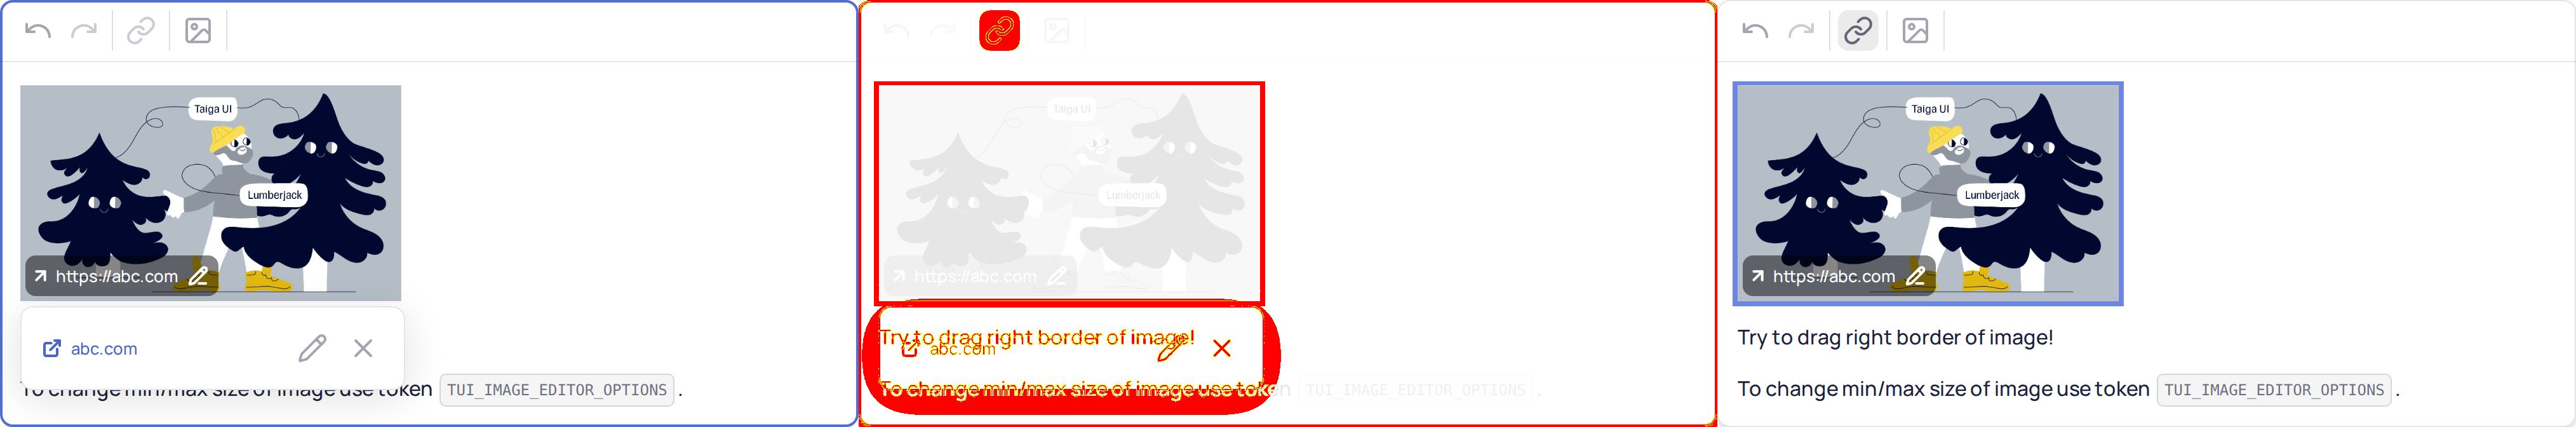 Taiga UI
Lumberjack
https://abc.com
abc.com
To change min/max size of image use token TUI_IMAGE_EDITOR_OPTIONS .
Taiga UI
Lumberjack
https://abc.com
Try to drag right border of image!
abc.com
To change min/max size of image use token TUI_IMAGE_EDITOR_OPTIONS .
Taiga UI
Lumberjack
https://abc.com
Try to drag right border of image!
To change min/max size of image use token TUI_IMAGE_EDITOR_OPTIONS .